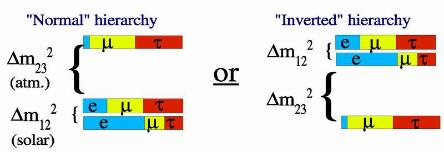 "Normal" hierarchy
μ τ
Δm₂₃²
(atm.)
e μ τ
Δm₁₂²
e μ τ
(solar)
or
"Inverted" hierarchy
e μ τ
Δm₁₂²
e μ τ
Δm₂₃²
μ τ